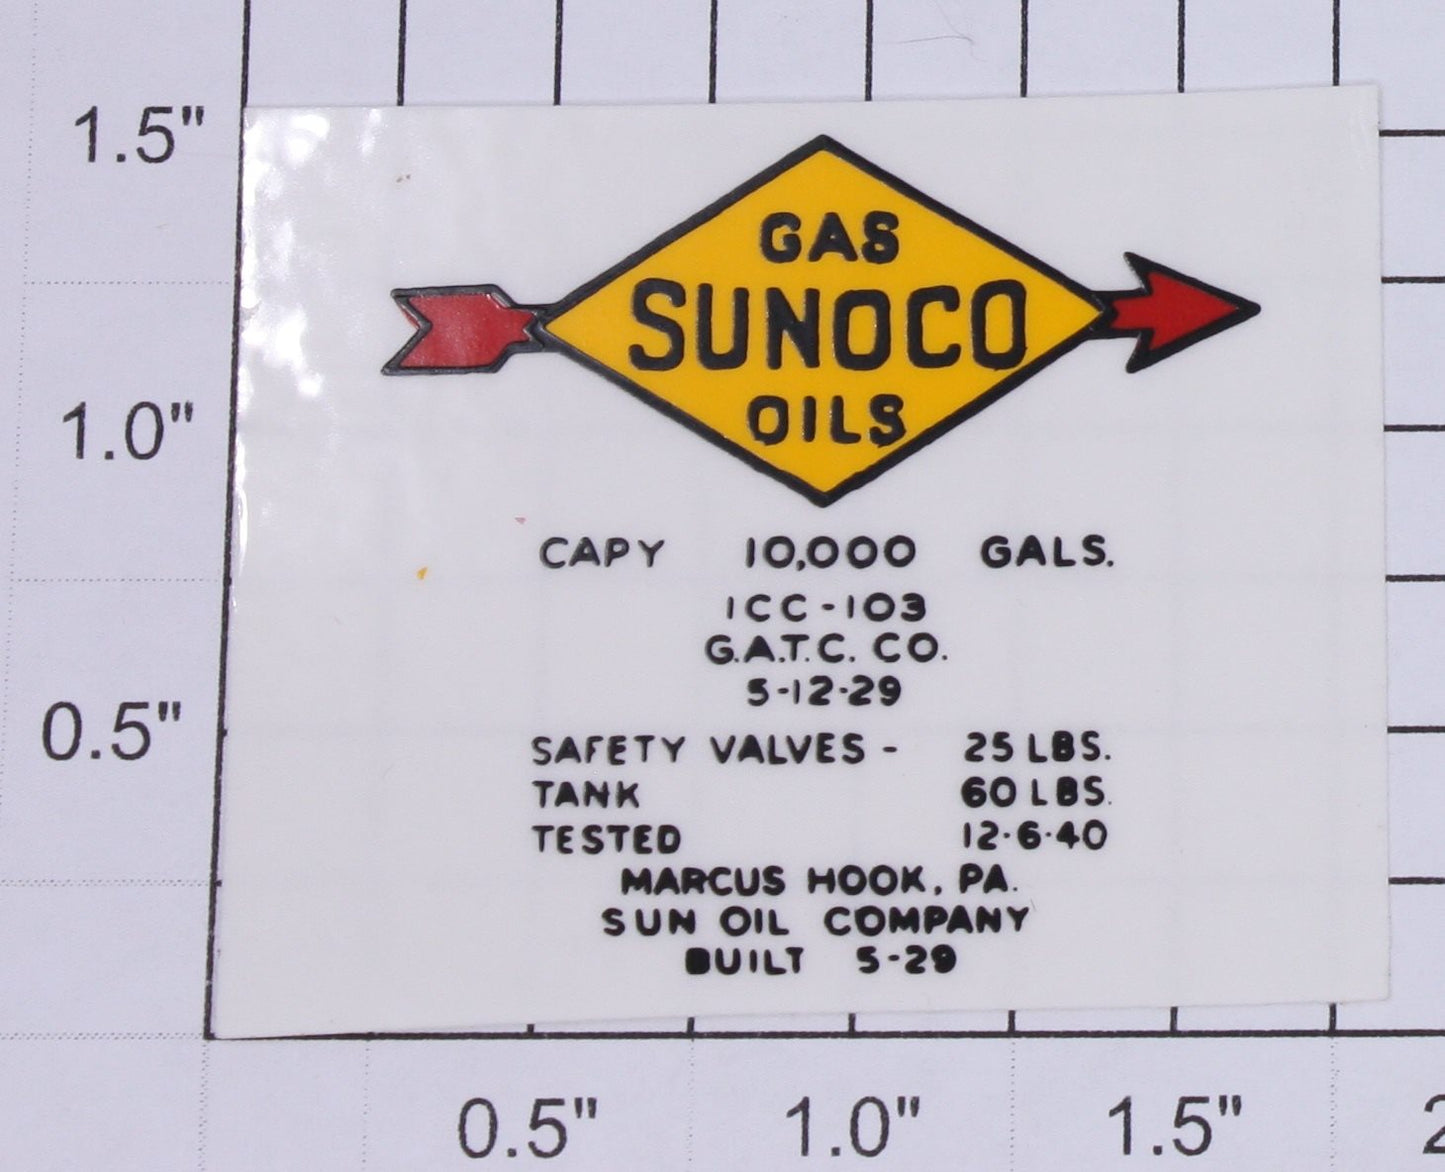 1.5"
GAS
SUNOCO
OILS
1.0"
CAPY 10,000 GALS.
ICC-103
G.A.T.C. CO.
5-12-29
0.5"
SAFETY VALVES - 25 LBS.
TANK 60 LBS.
TESTED 12-6-40
MARCUS HOOK, PA.
SUN OIL COMPANY
BUILT 5-29
0.5" 1.0" 1.5" 2